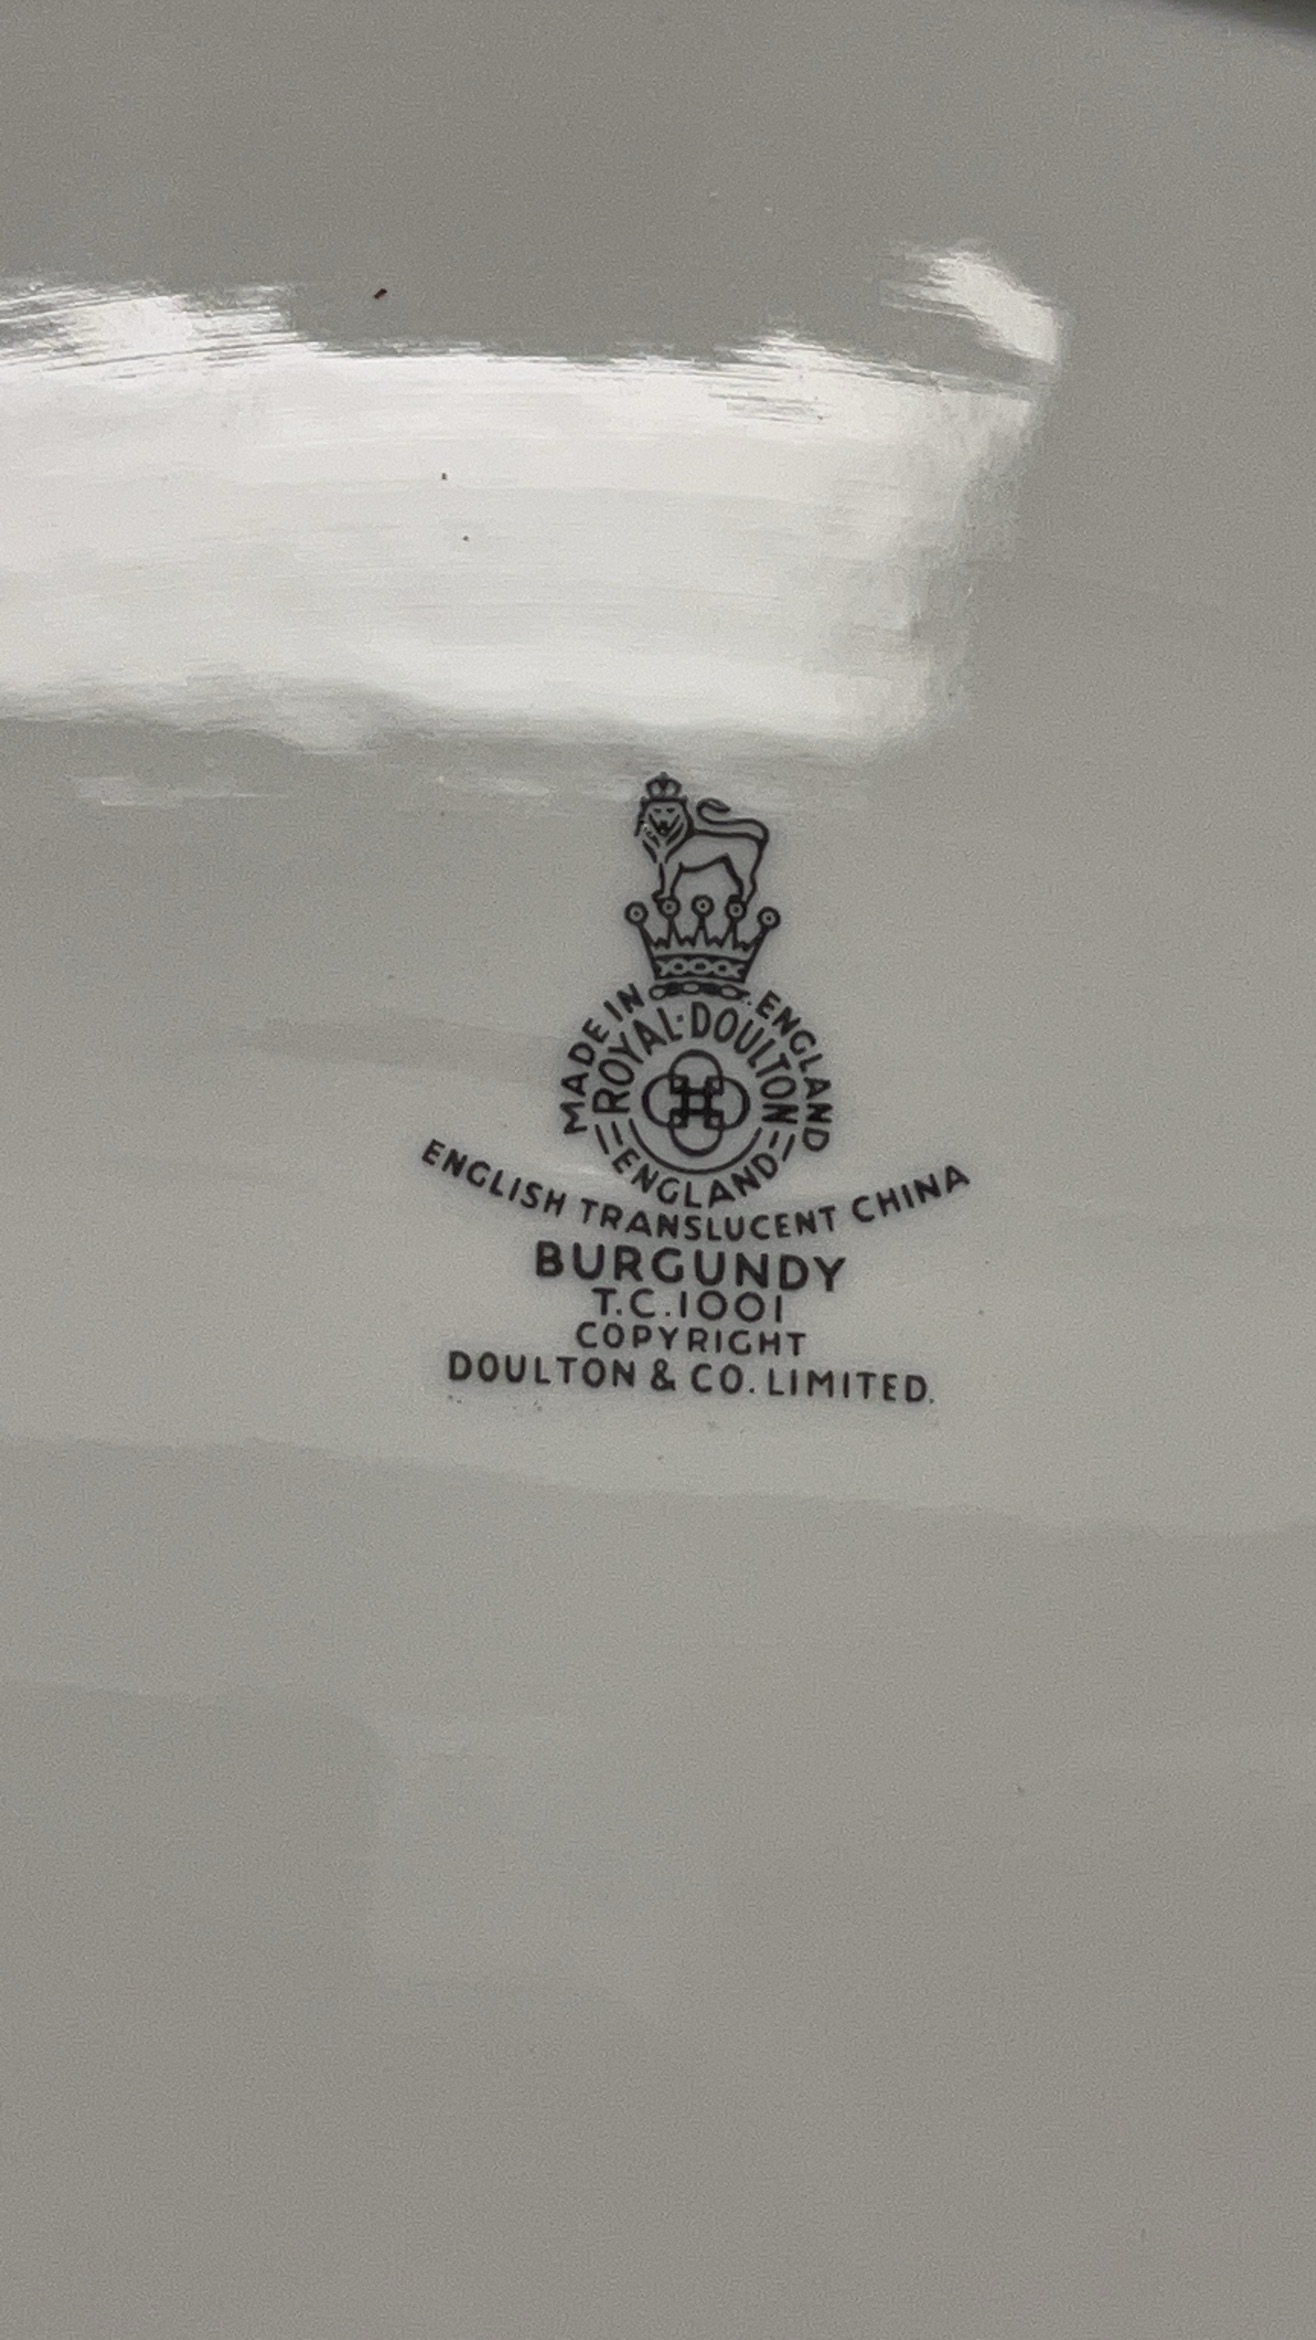 MADE IN ENGLAND
ROYAL·DOULTON
ENGLAND
ENGLISH TRANSLUCENT CHINA
BURGUNDY
T.C.1001
COPYRIGHT
DOULTON & CO. LIMITED.